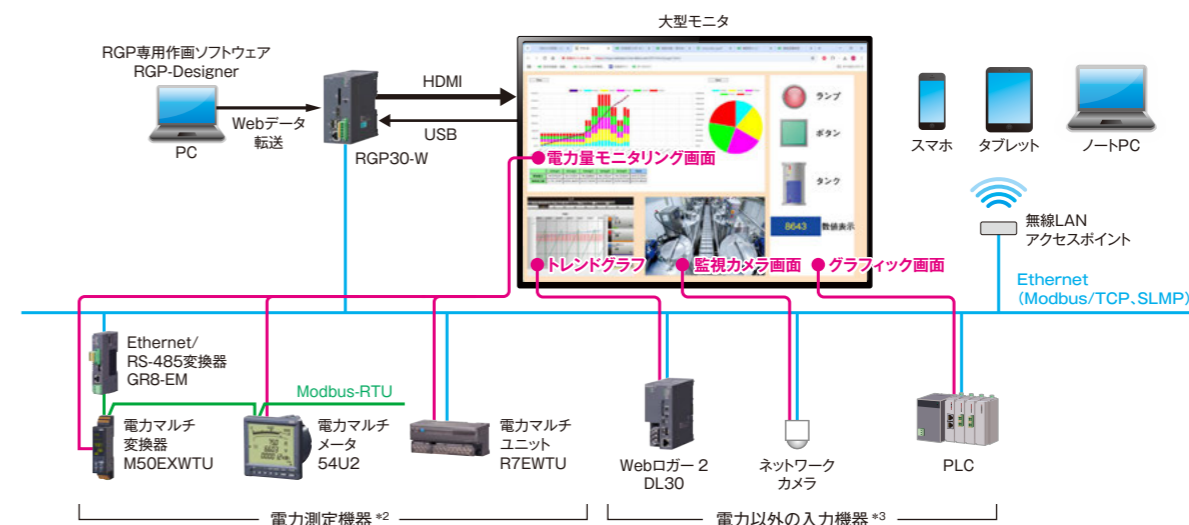 大型モニタ
RGP専用作画ソフトウェア
RGP-Designer
PC
Webデータ
転送
RGP30-W
HDMI
USB
ランプ
ボタン
タンク
8643 数値表示
電力量モニタリング画面
トレンドグラフ
監視カメラ画面
グラフィック画面
スマホ
タブレット
ノートPC
無線LAN
アクセスポイント
Ethernet
(Modbus/TCP、SLMP)
Ethernet/
RS-485変換器
GR8-EM
Modbus-RTU
電力マルチ
変換器
M50EXWTU
電力マルチ
メータ
54U2
電力マルチ
ユニット
R7EWTU
Webロガー 2
DL30
ネットワーク
カメラ
PLC
電力測定機器 *2
電力以外の入力機器 *3